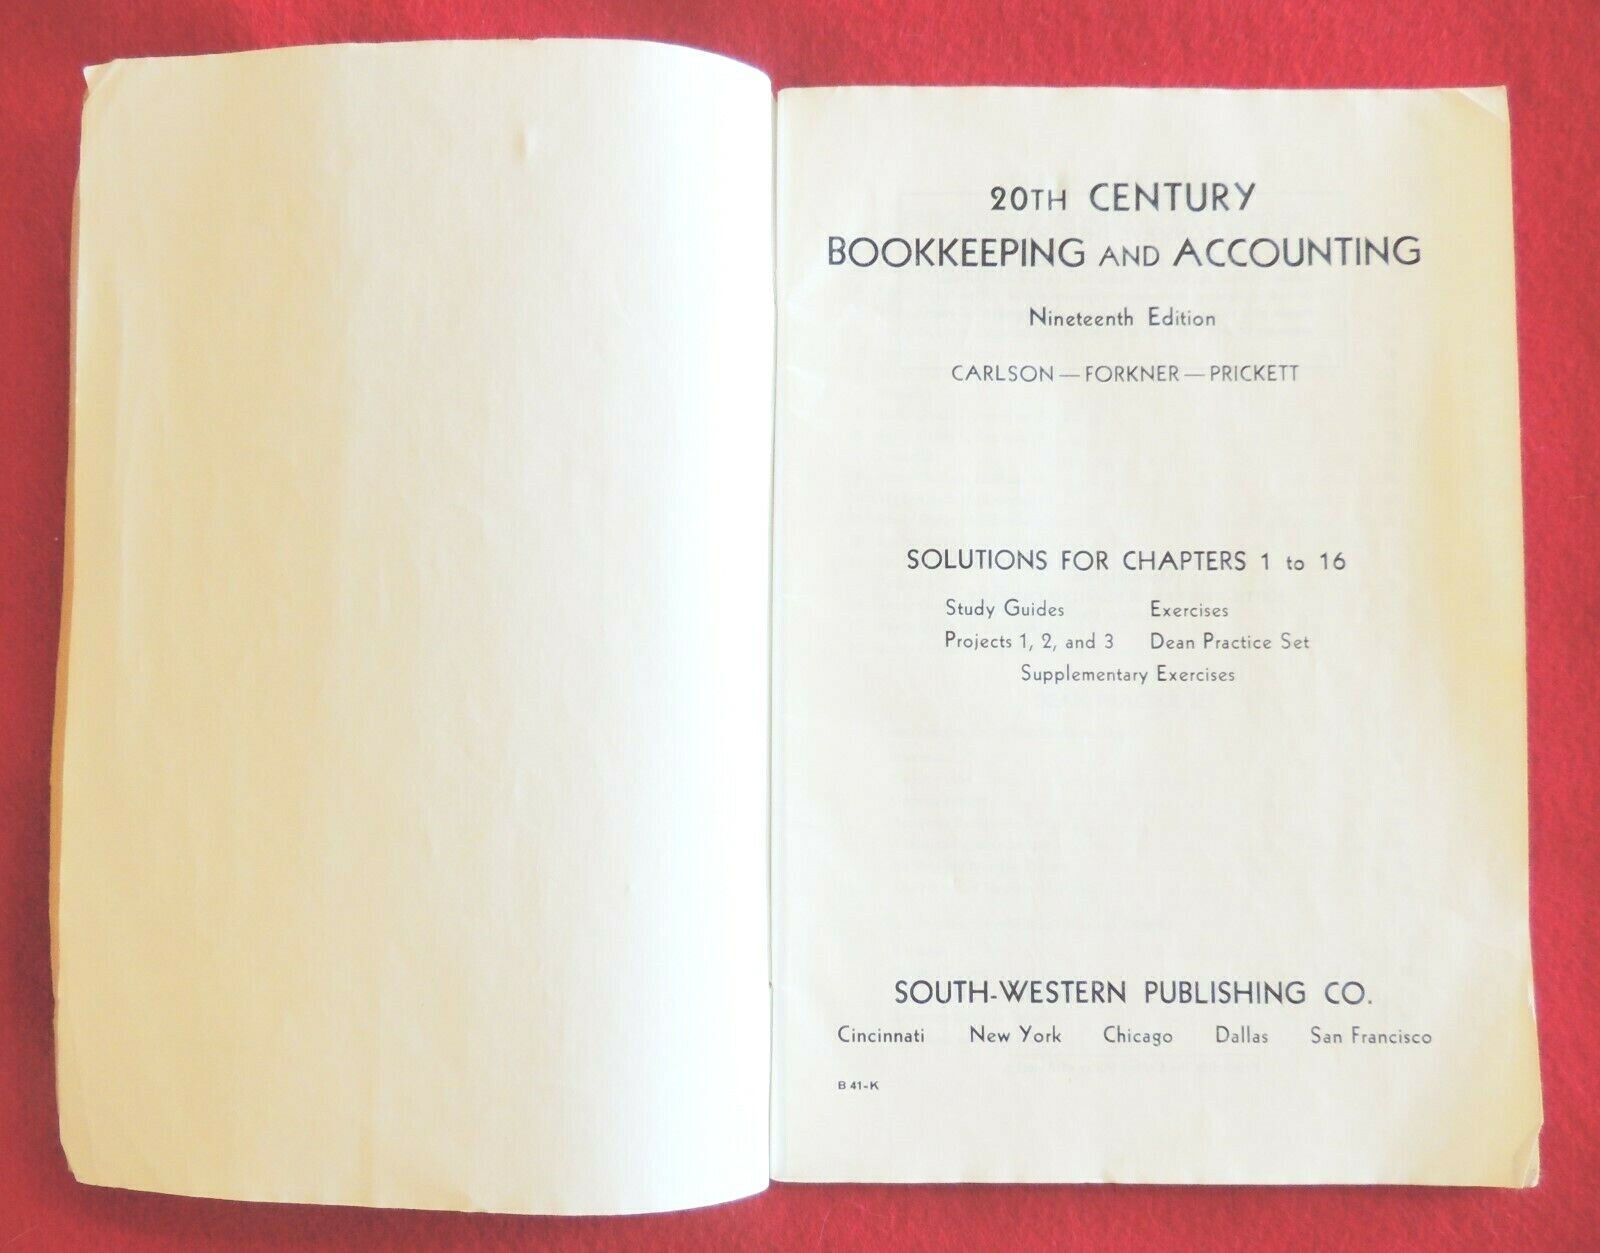 20TH CENTURY
BOOKKEEPING AND ACCOUNTING
Nineteenth Edition
CARLSON — FORKNER — PRICKETT
SOLUTIONS FOR CHAPTERS 1 to 16
Study Guides Exercises
Projects 1, 2, and 3 Dean Practice Set
Supplementary Exercises
SOUTH-WESTERN PUBLISHING CO.
Cincinnati New York Chicago Dallas San Francisco
B 41-K